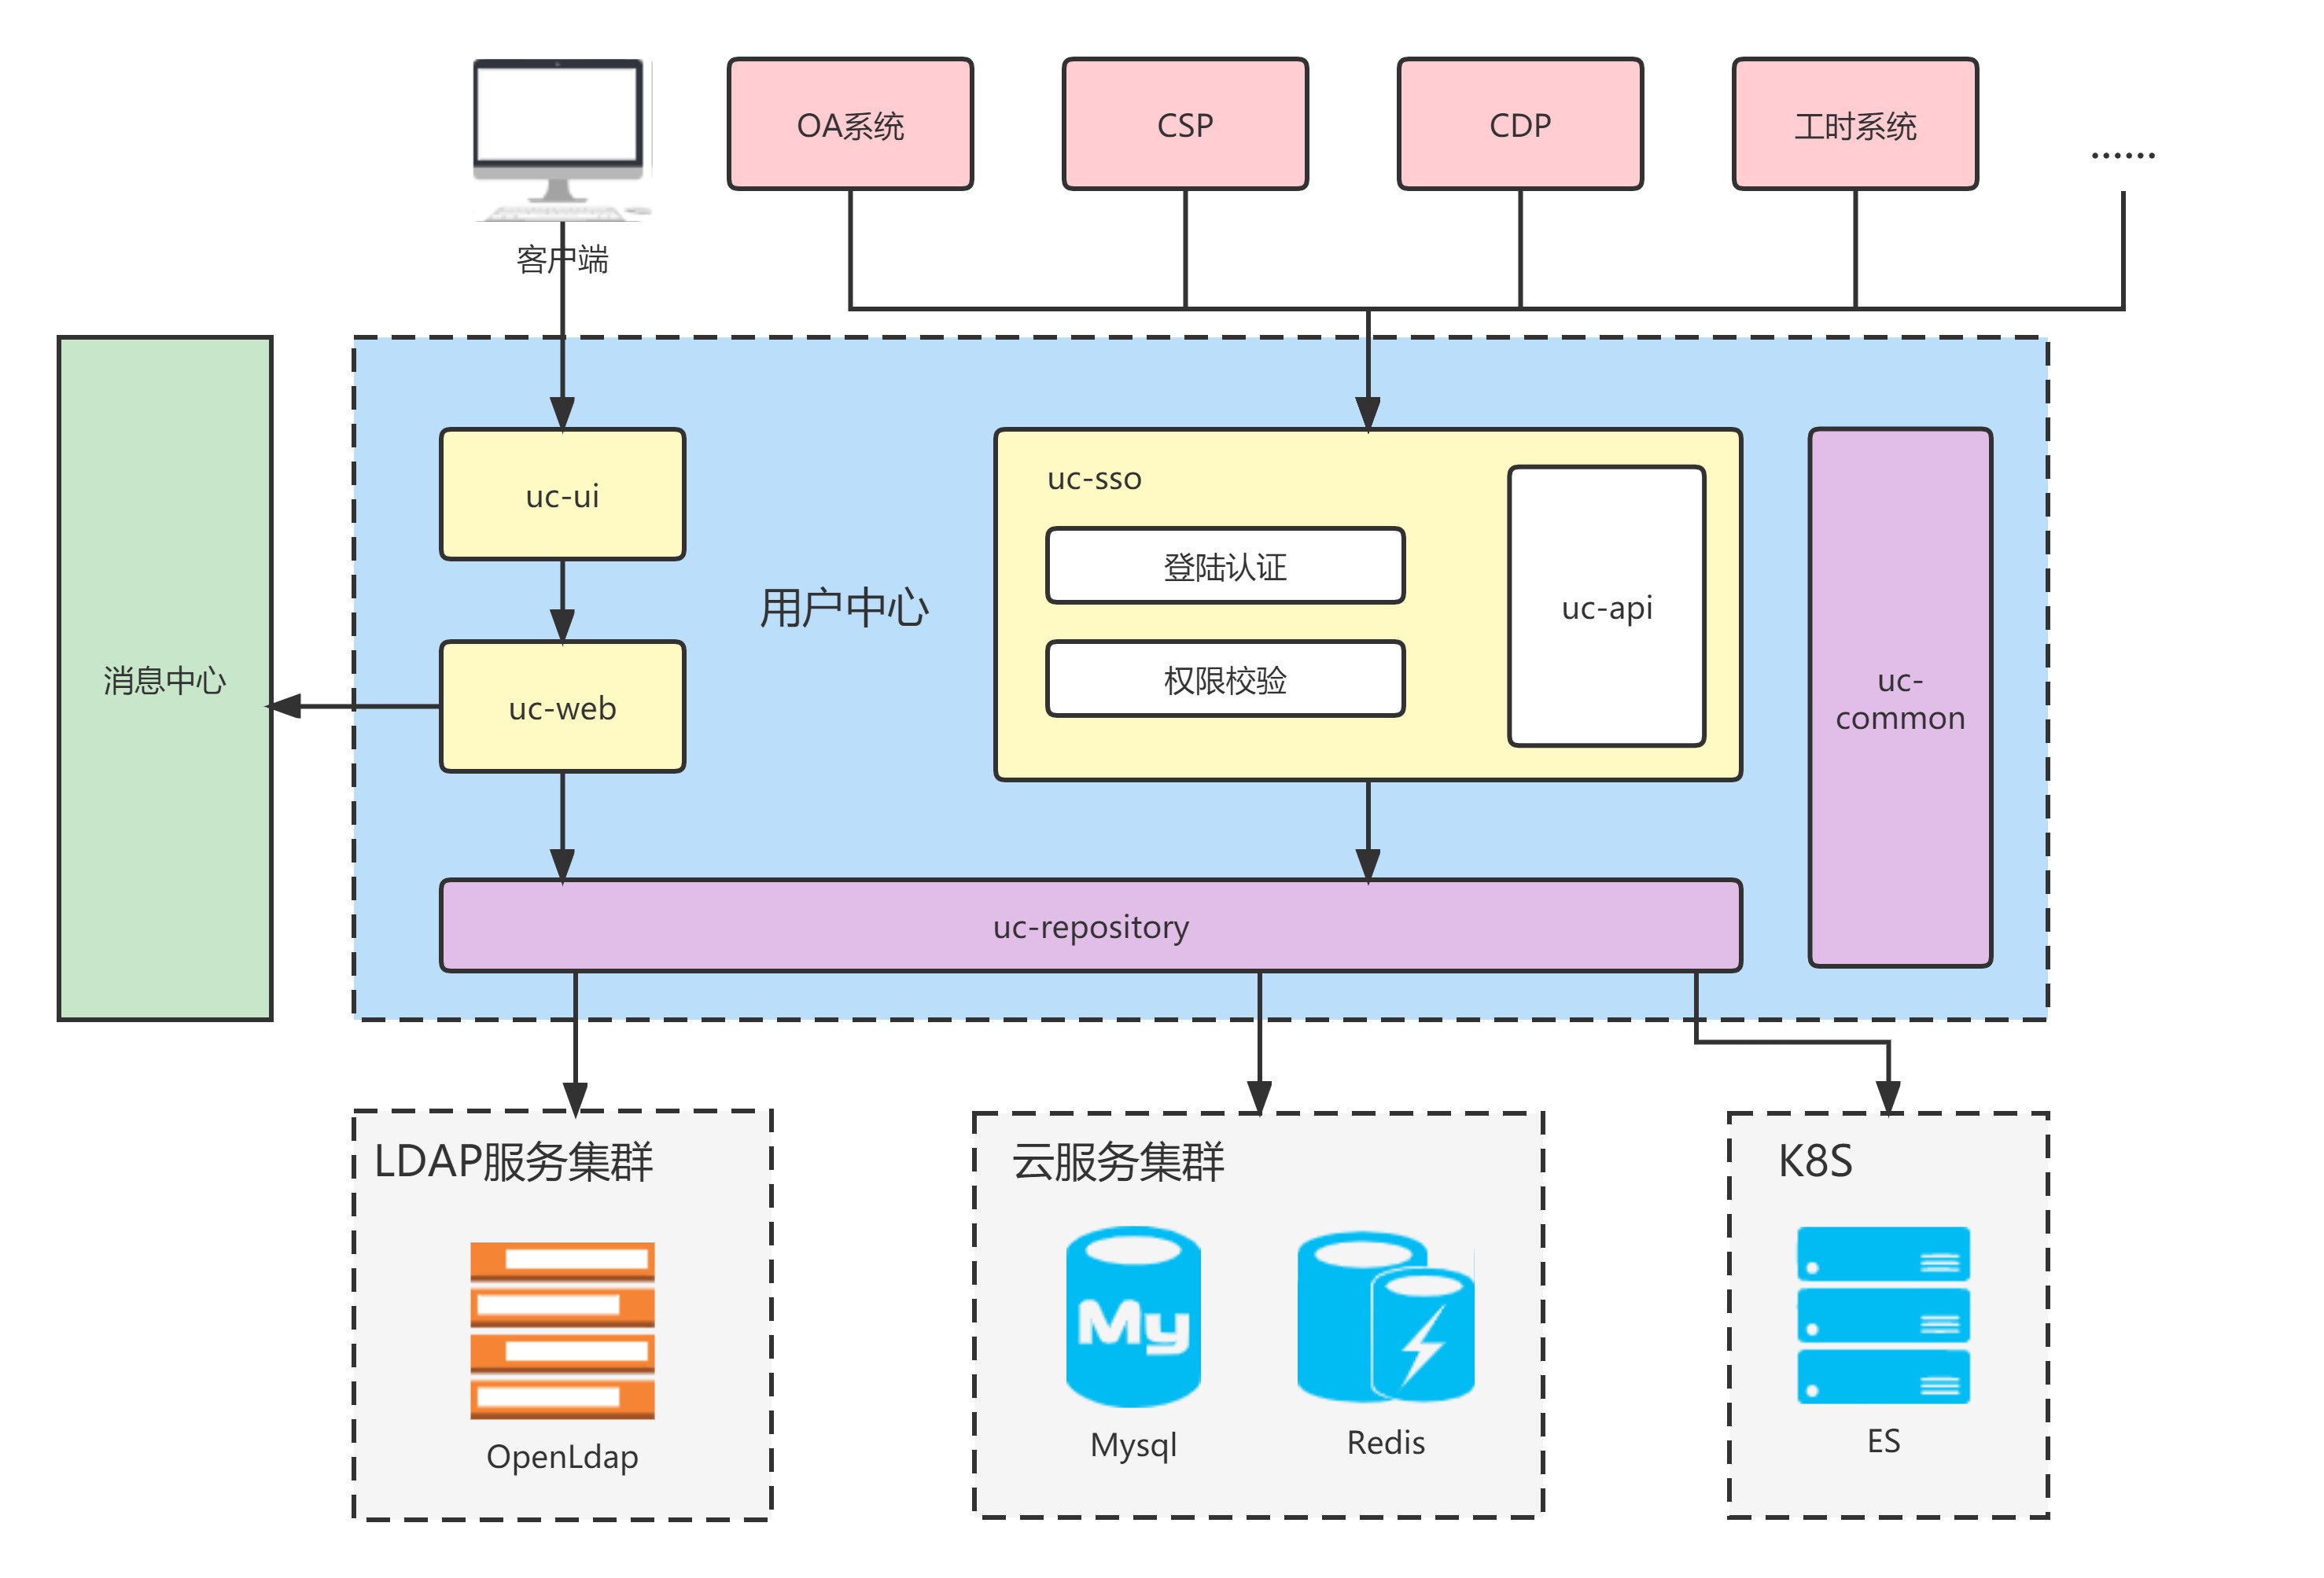 OA系统
CSP
CDP
工时系统
......
客户端
消息中心
用户中心
uc-ui
uc-web
uc-sso
登陆认证
权限校验
uc-api
uc-
common
uc-repository
LDAP服务集群
OpenLdap
云服务集群
My
Mysql
Redis
K8S
ES